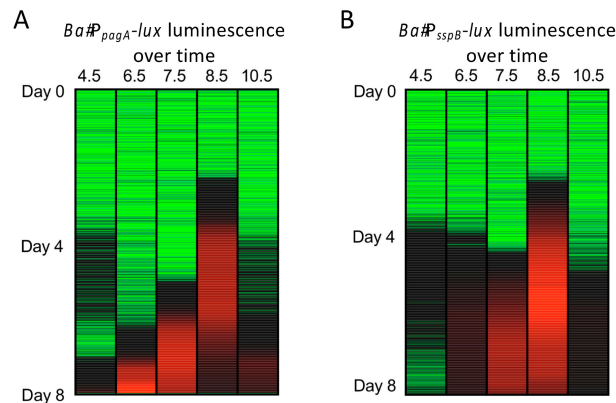 A
Ba#PpagA-lux luminescence
over time
4.5 6.5 7.5 8.5 10.5
Day 0
Day 4
Day 8
B
Ba#PsspB-lux luminescence
over time
4.5 6.5 7.5 8.5 10.5
Day 0
Day 4
Day 8